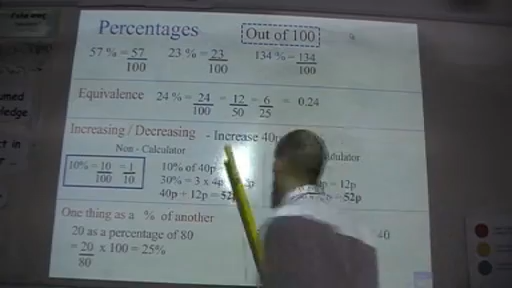 Percentages
Out of 100
57 % = 57
100
23 % = 23
100
134 % = 134
100
Equivalence 24 % = 24 = 12 = 6 = 0.24
100 50 25
Increasing / Decreasing - Increase 40p
Non - Calculator
10% = 10 = 1
100 10
10% of 40p
30% = 3 x 4p
40p + 12p = 52p
= 12p
= 52p
One thing as a % of another
20 as a percentage of 80
= 20 x 100 = 25%
80
40